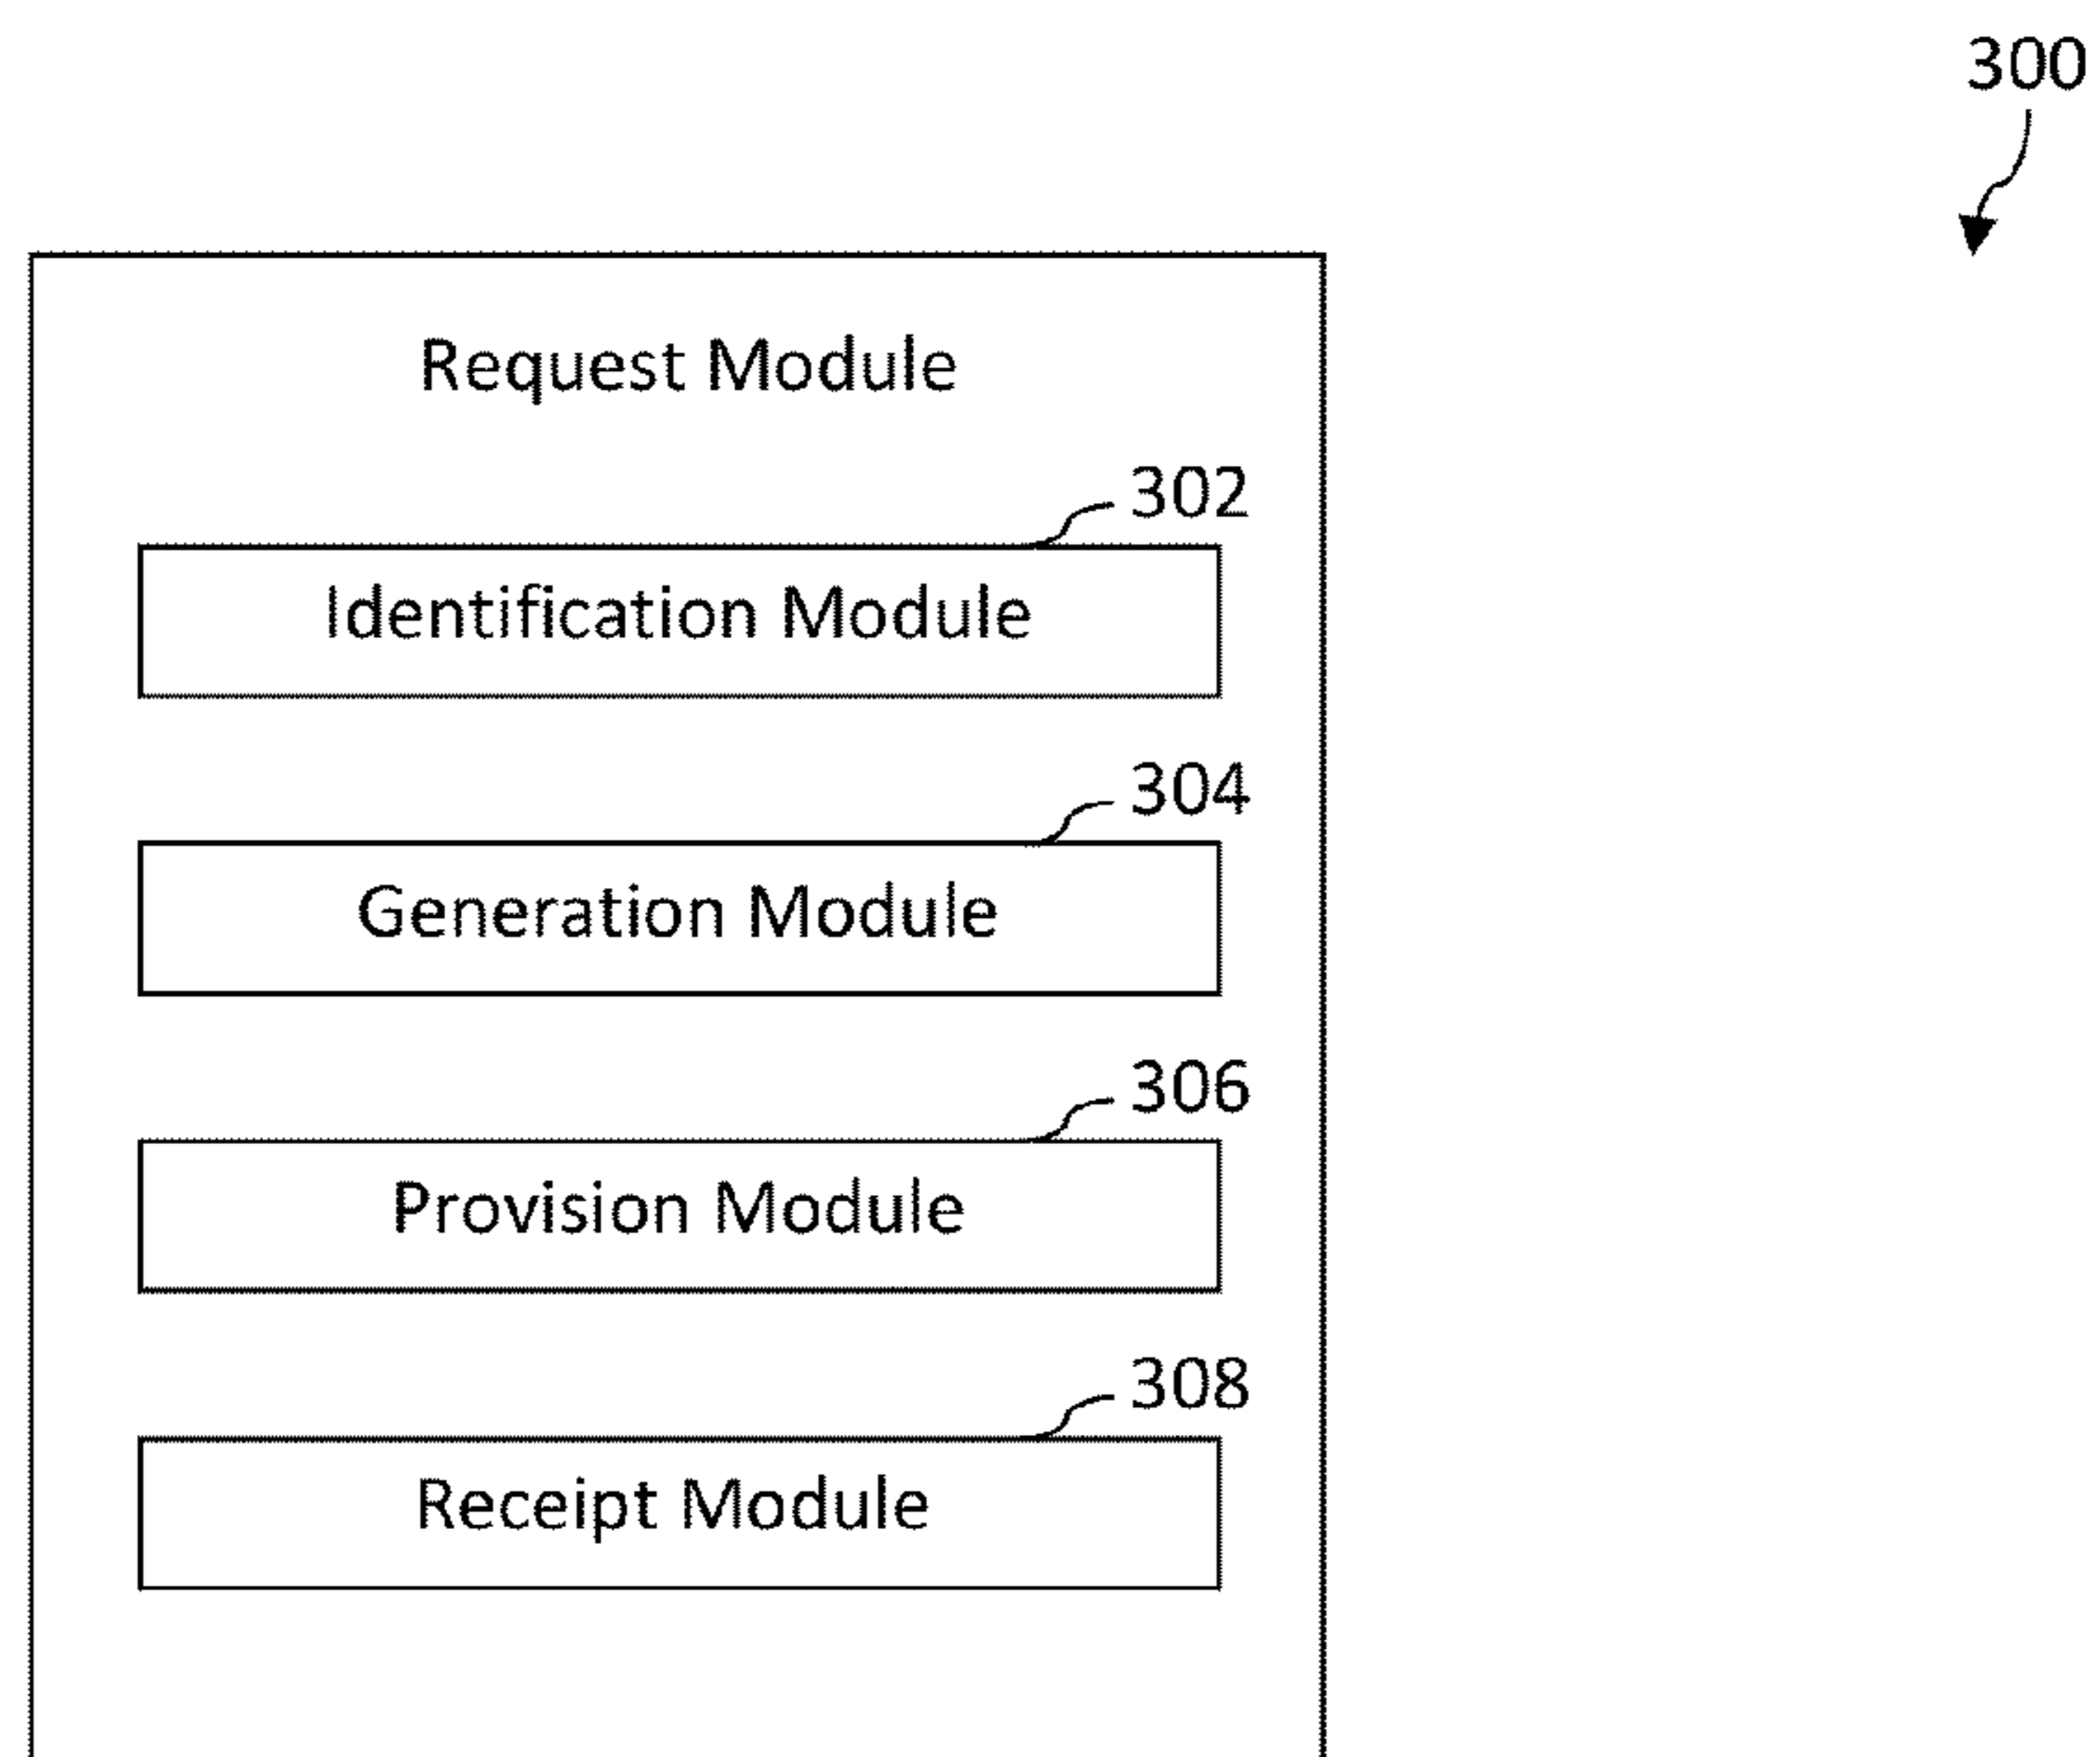 300
Request Module
302
Identification Module
304
Generation Module
306
Provision Module
308
Receipt Module